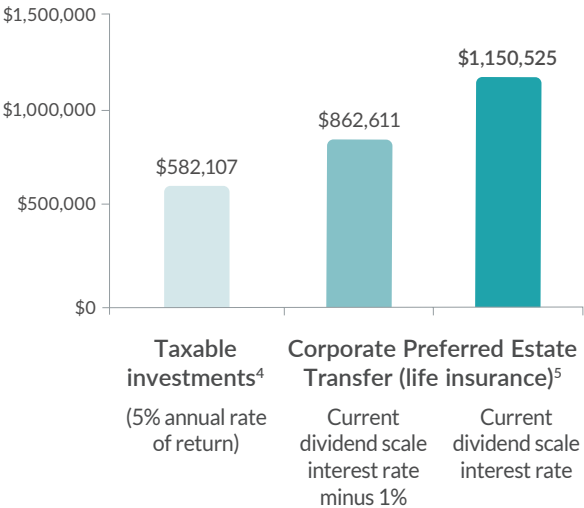 $1,500,000
$1,150,525
$1,000,000
$862,611
$582,107
$500,000
$0
Taxable
investments⁴
(5% annual rate
of return)
Corporate Preferred Estate
Transfer (life insurance)⁵
Current
dividend scale
interest rate
minus 1%
Current
dividend scale
interest rate